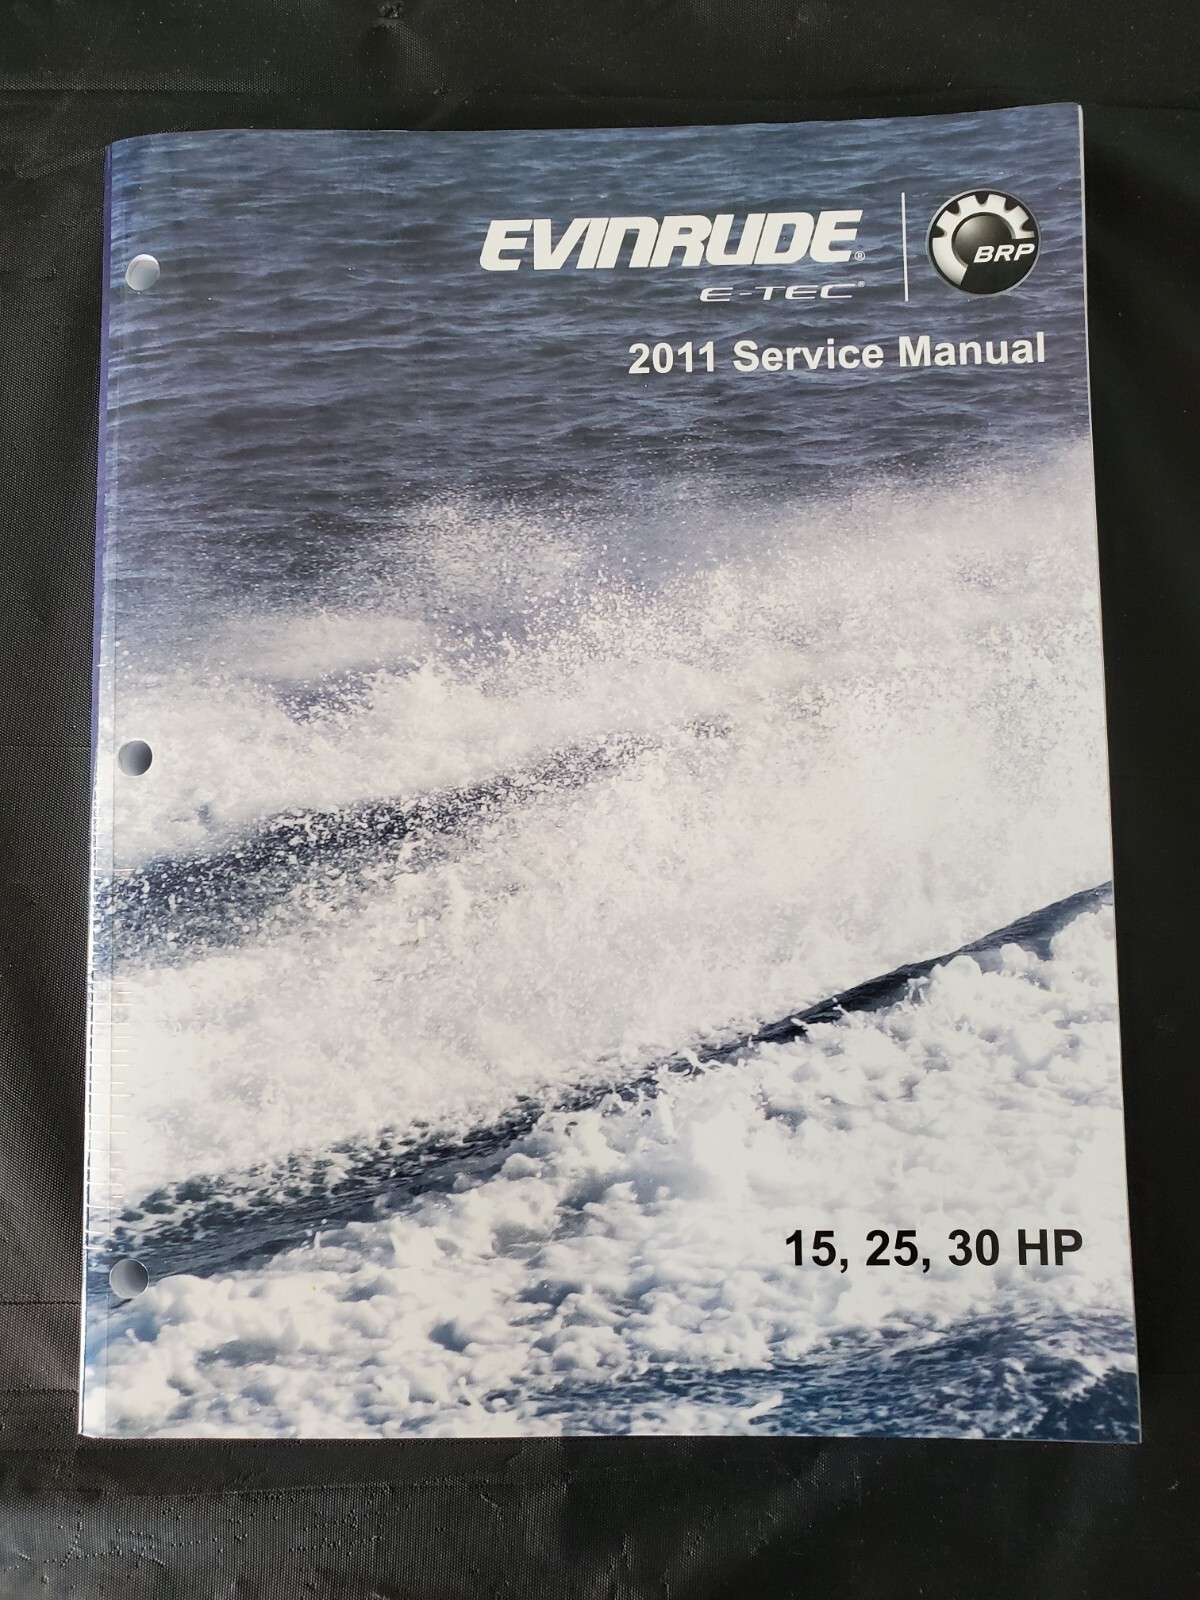 EVINRUDE®
E-TEC®
BRP
2011 Service Manual
15, 25, 30 HP